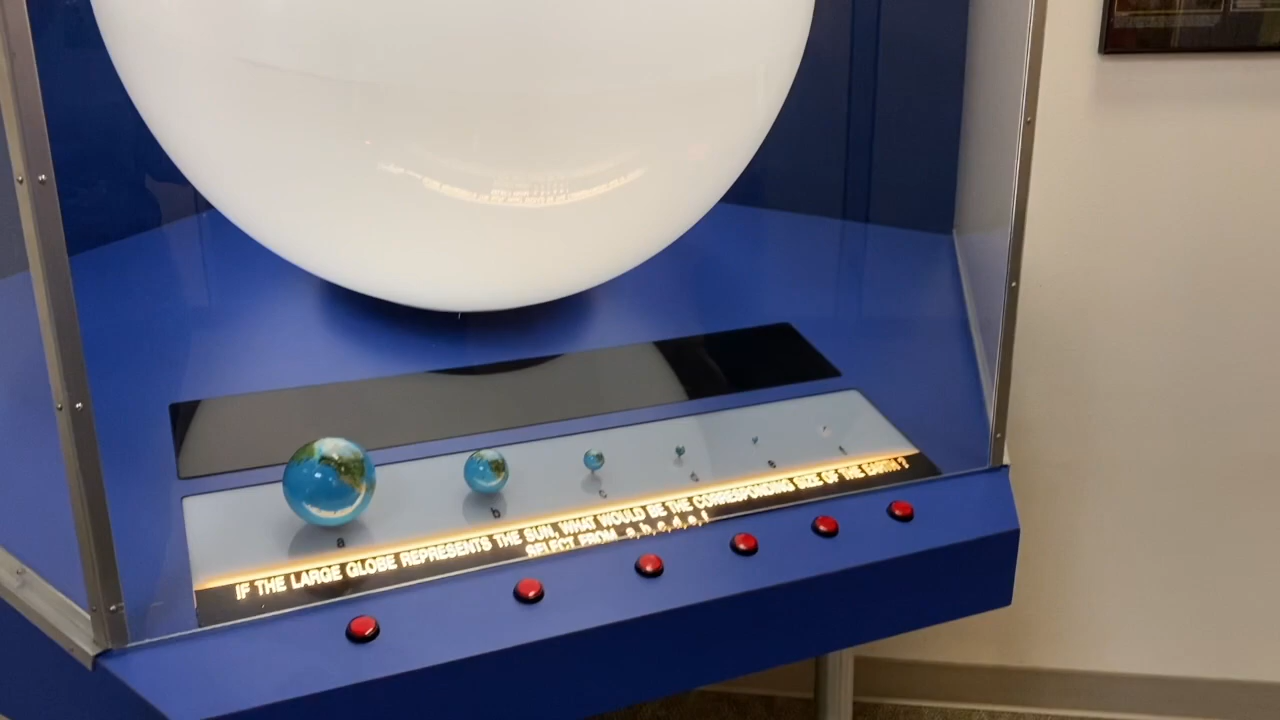 a
b
c
d
e
f
IF THE LARGE GLOBE REPRESENTS THE SUN, WHAT WOULD BE THE CORRESPONDING SIZE OF THE EARTH ?
SELECT FROM a,b,c,d,e,f